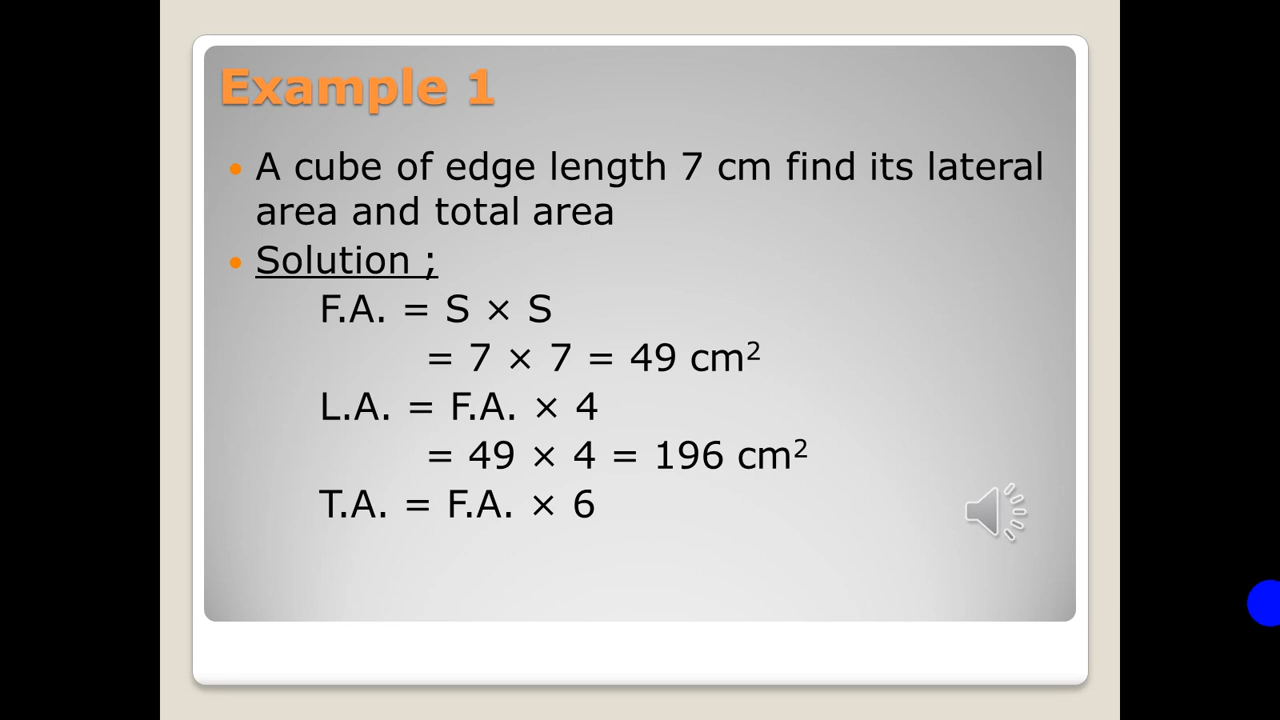 Example 1
• A cube of edge length 7 cm find its lateral
area and total area
• Solution ;
F.A. = S × S
= 7 × 7 = 49 cm²
L.A. = F.A. × 4
= 49 × 4 = 196 cm²
T.A. = F.A. × 6